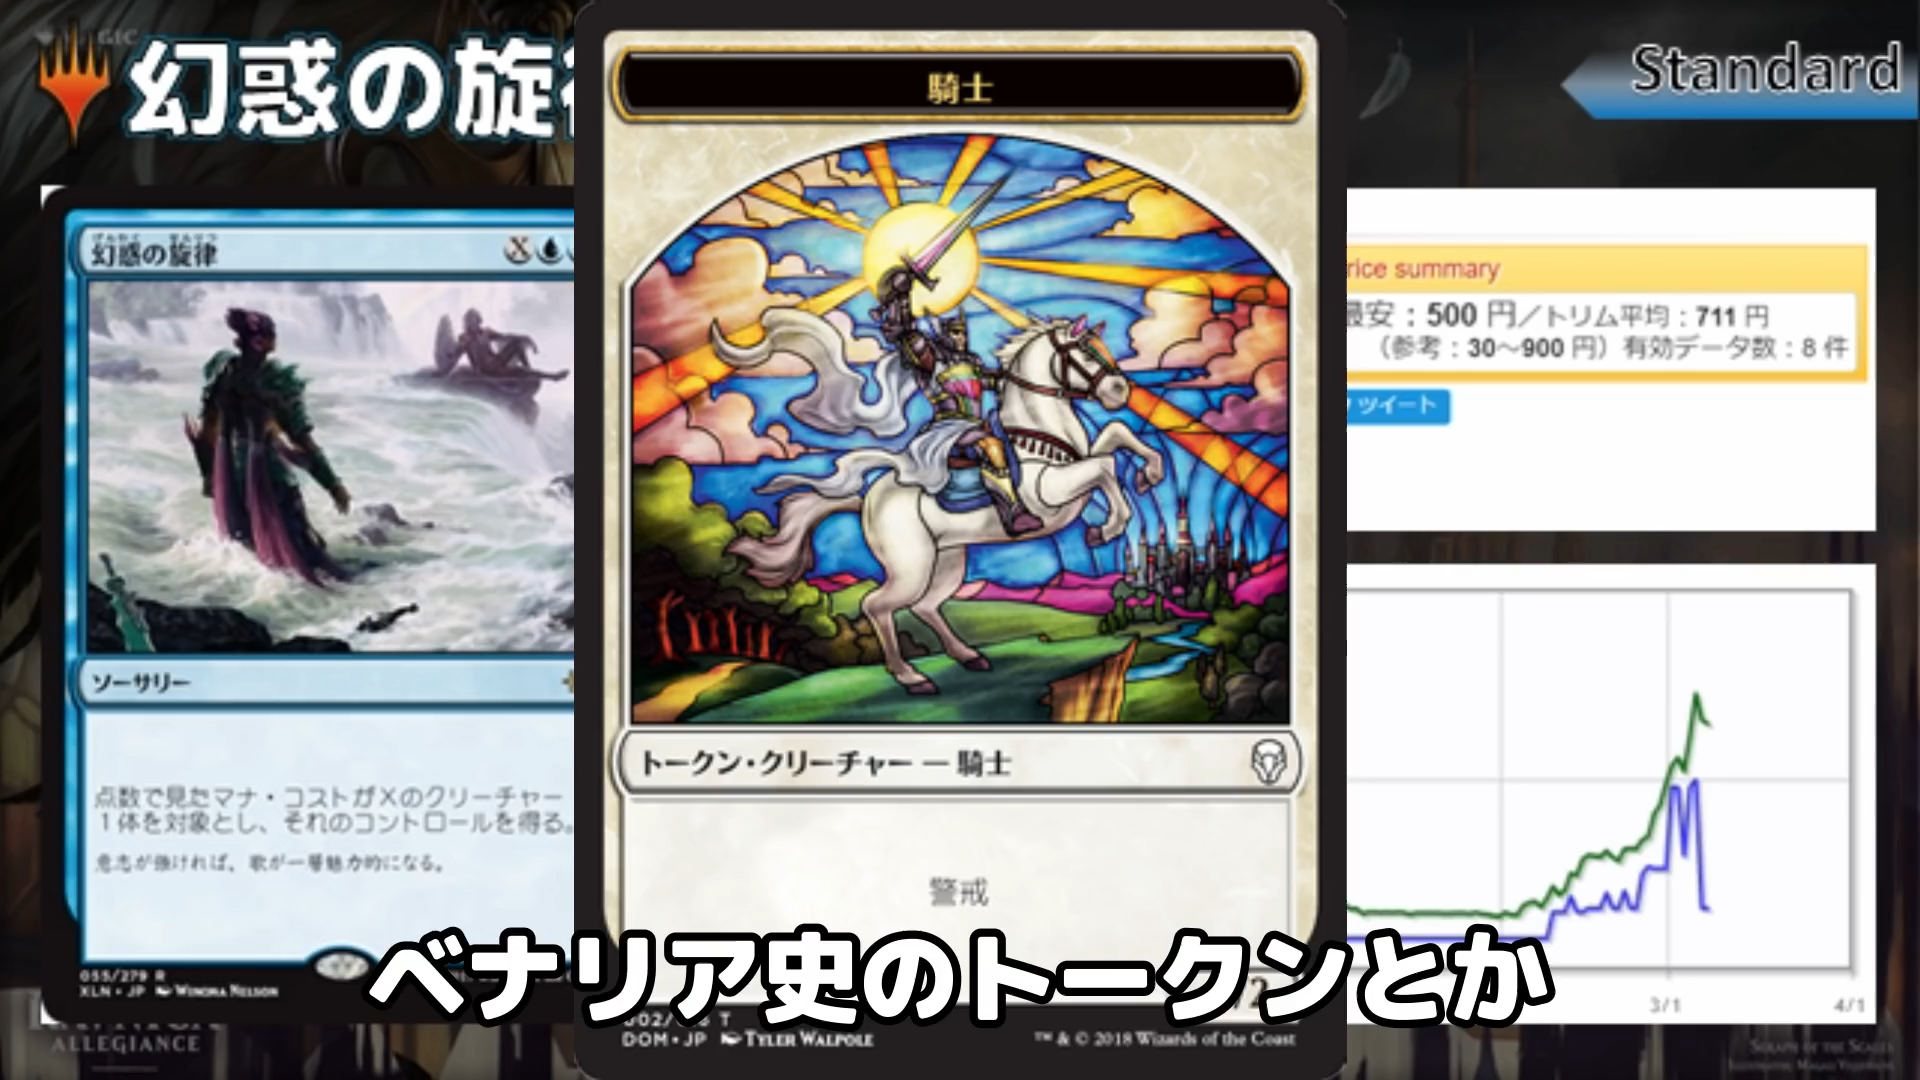 幻惑の旋
Standard
騎士
幻惑の旋律
X
rice summary
最安：500 円／トリム平均：711 円
（参考：30～900 円）有効データ数：8 件
ツイート
ソーサリー
トークン・クリーチャー ― 騎士
点数で見たマナ・コストがXのクリーチャー
１体を対象とし、それのコントロールを得る。
意志が強ければ、歌が一層魅力的になる。
警戒
ベナリア史のトークンとか
055/279 R
XLN • JP Winona Nelson
DOM • JP Tyler Walpole
™ & © 2018 Wizards of the Coast
3/1
4/1
ALLEGIANCE